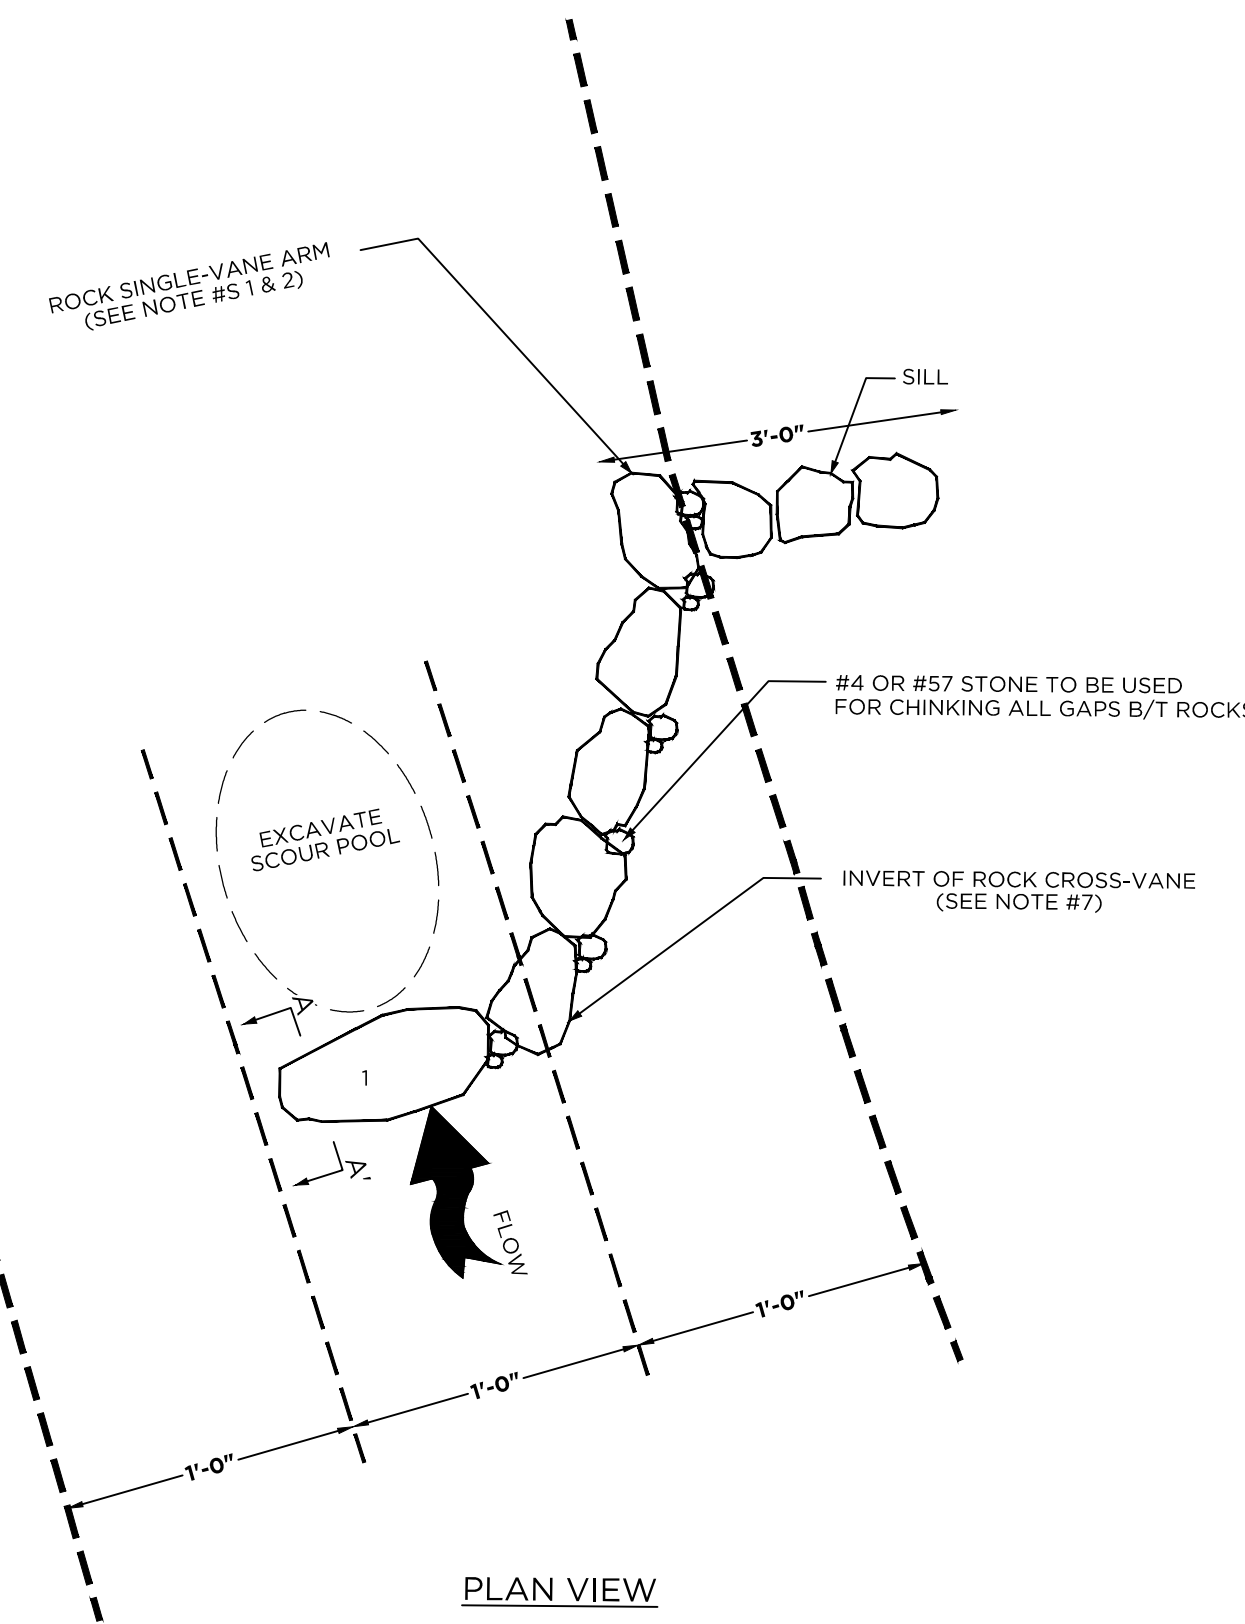 ROCK SINGLE-VANE ARM
(SEE NOTE #S 1 & 2)
SILL
3'-0"
#4 OR #57 STONE TO BE USED
FOR CHINKING ALL GAPS B/T ROCKS
EXCAVATE
SCOUR POOL
INVERT OF ROCK CROSS-VANE
(SEE NOTE #7)
A
1
A'
FLOW
1'-0"
1'-0"
1'-0"
PLAN VIEW